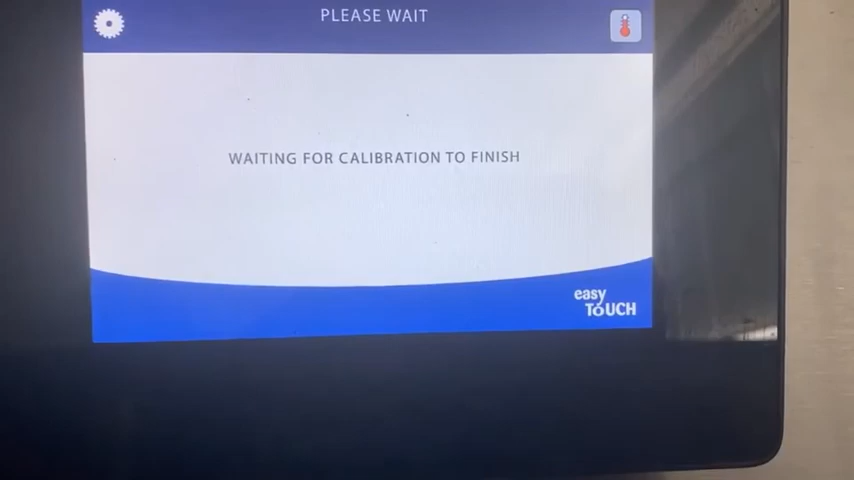 PLEASE WAIT
WAITING FOR CALIBRATION TO FINISH
easy
TOUCH